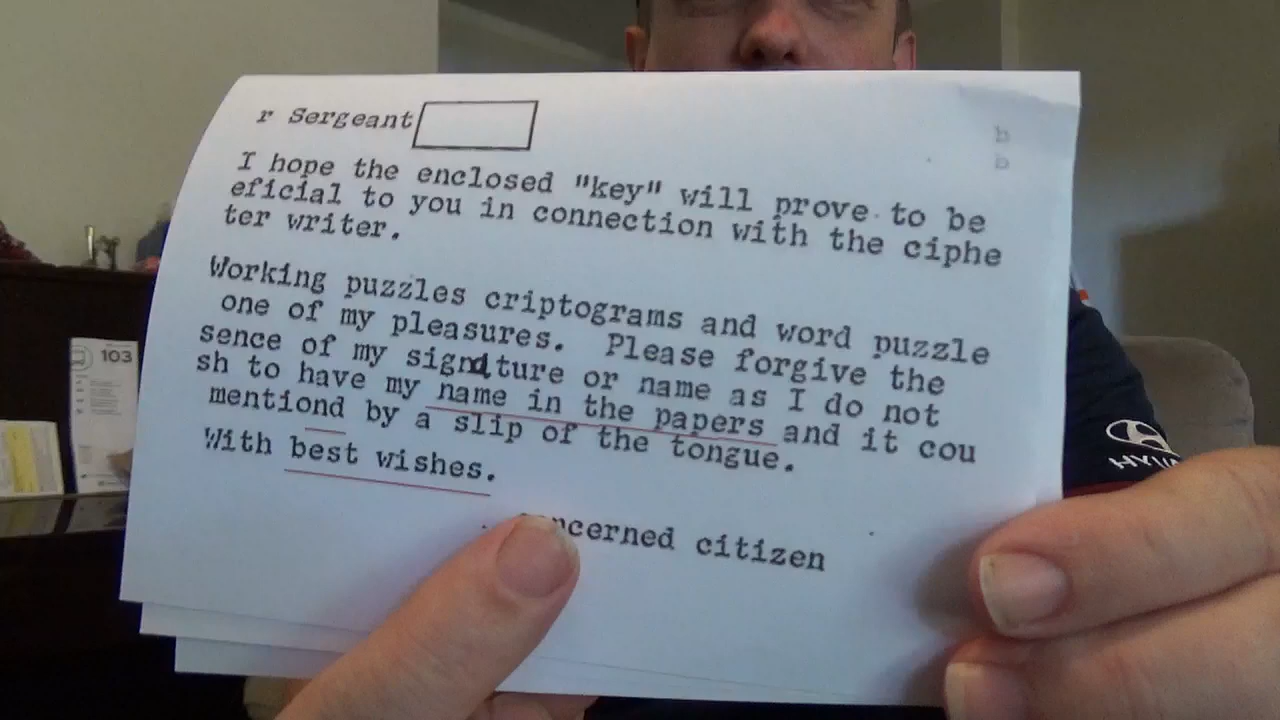 r Sergeant
b
b
I hope the enclosed "key" will prove to be
eficial to you in connection with the ciphe
ter writer.
Working puzzles criptograms and word puzzle
one of my pleasures. Please forgive the
sence of my signature or name as I do not
sh to have my name in the papers and it cou
mentiond by a slip of the tongue.
With best wishes.
ncerned citizen
103
HYU